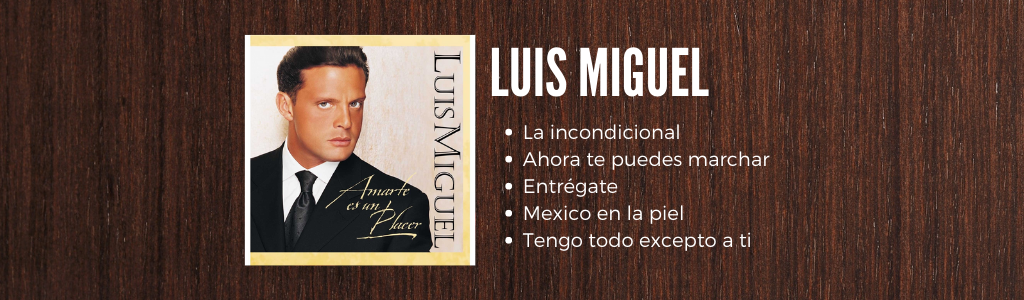 LUIS MIGUEL
Amarte
es un
Placer
LUIS MIGUEL
La incondicional
Ahora te puedes marchar
Entrégate
Mexico en la piel
Tengo todo excepto a ti